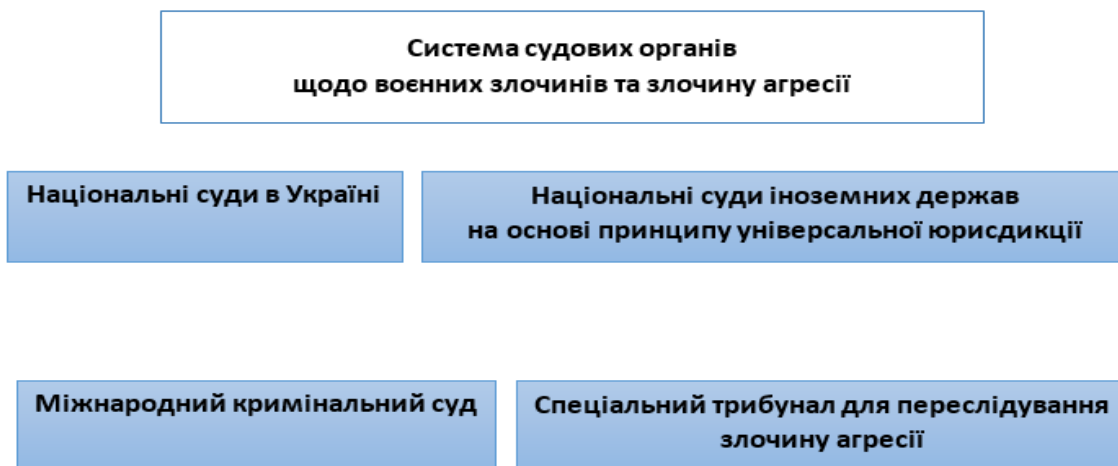 Система судових органів
щодо воєнних злочинів та злочину агресії
Національні суди в Україні
Національні суди іноземних держав
на основі принципу універсальної юрисдикції
Міжнародний кримінальний суд
Спеціальний трибунал для переслідування
злочину агресії